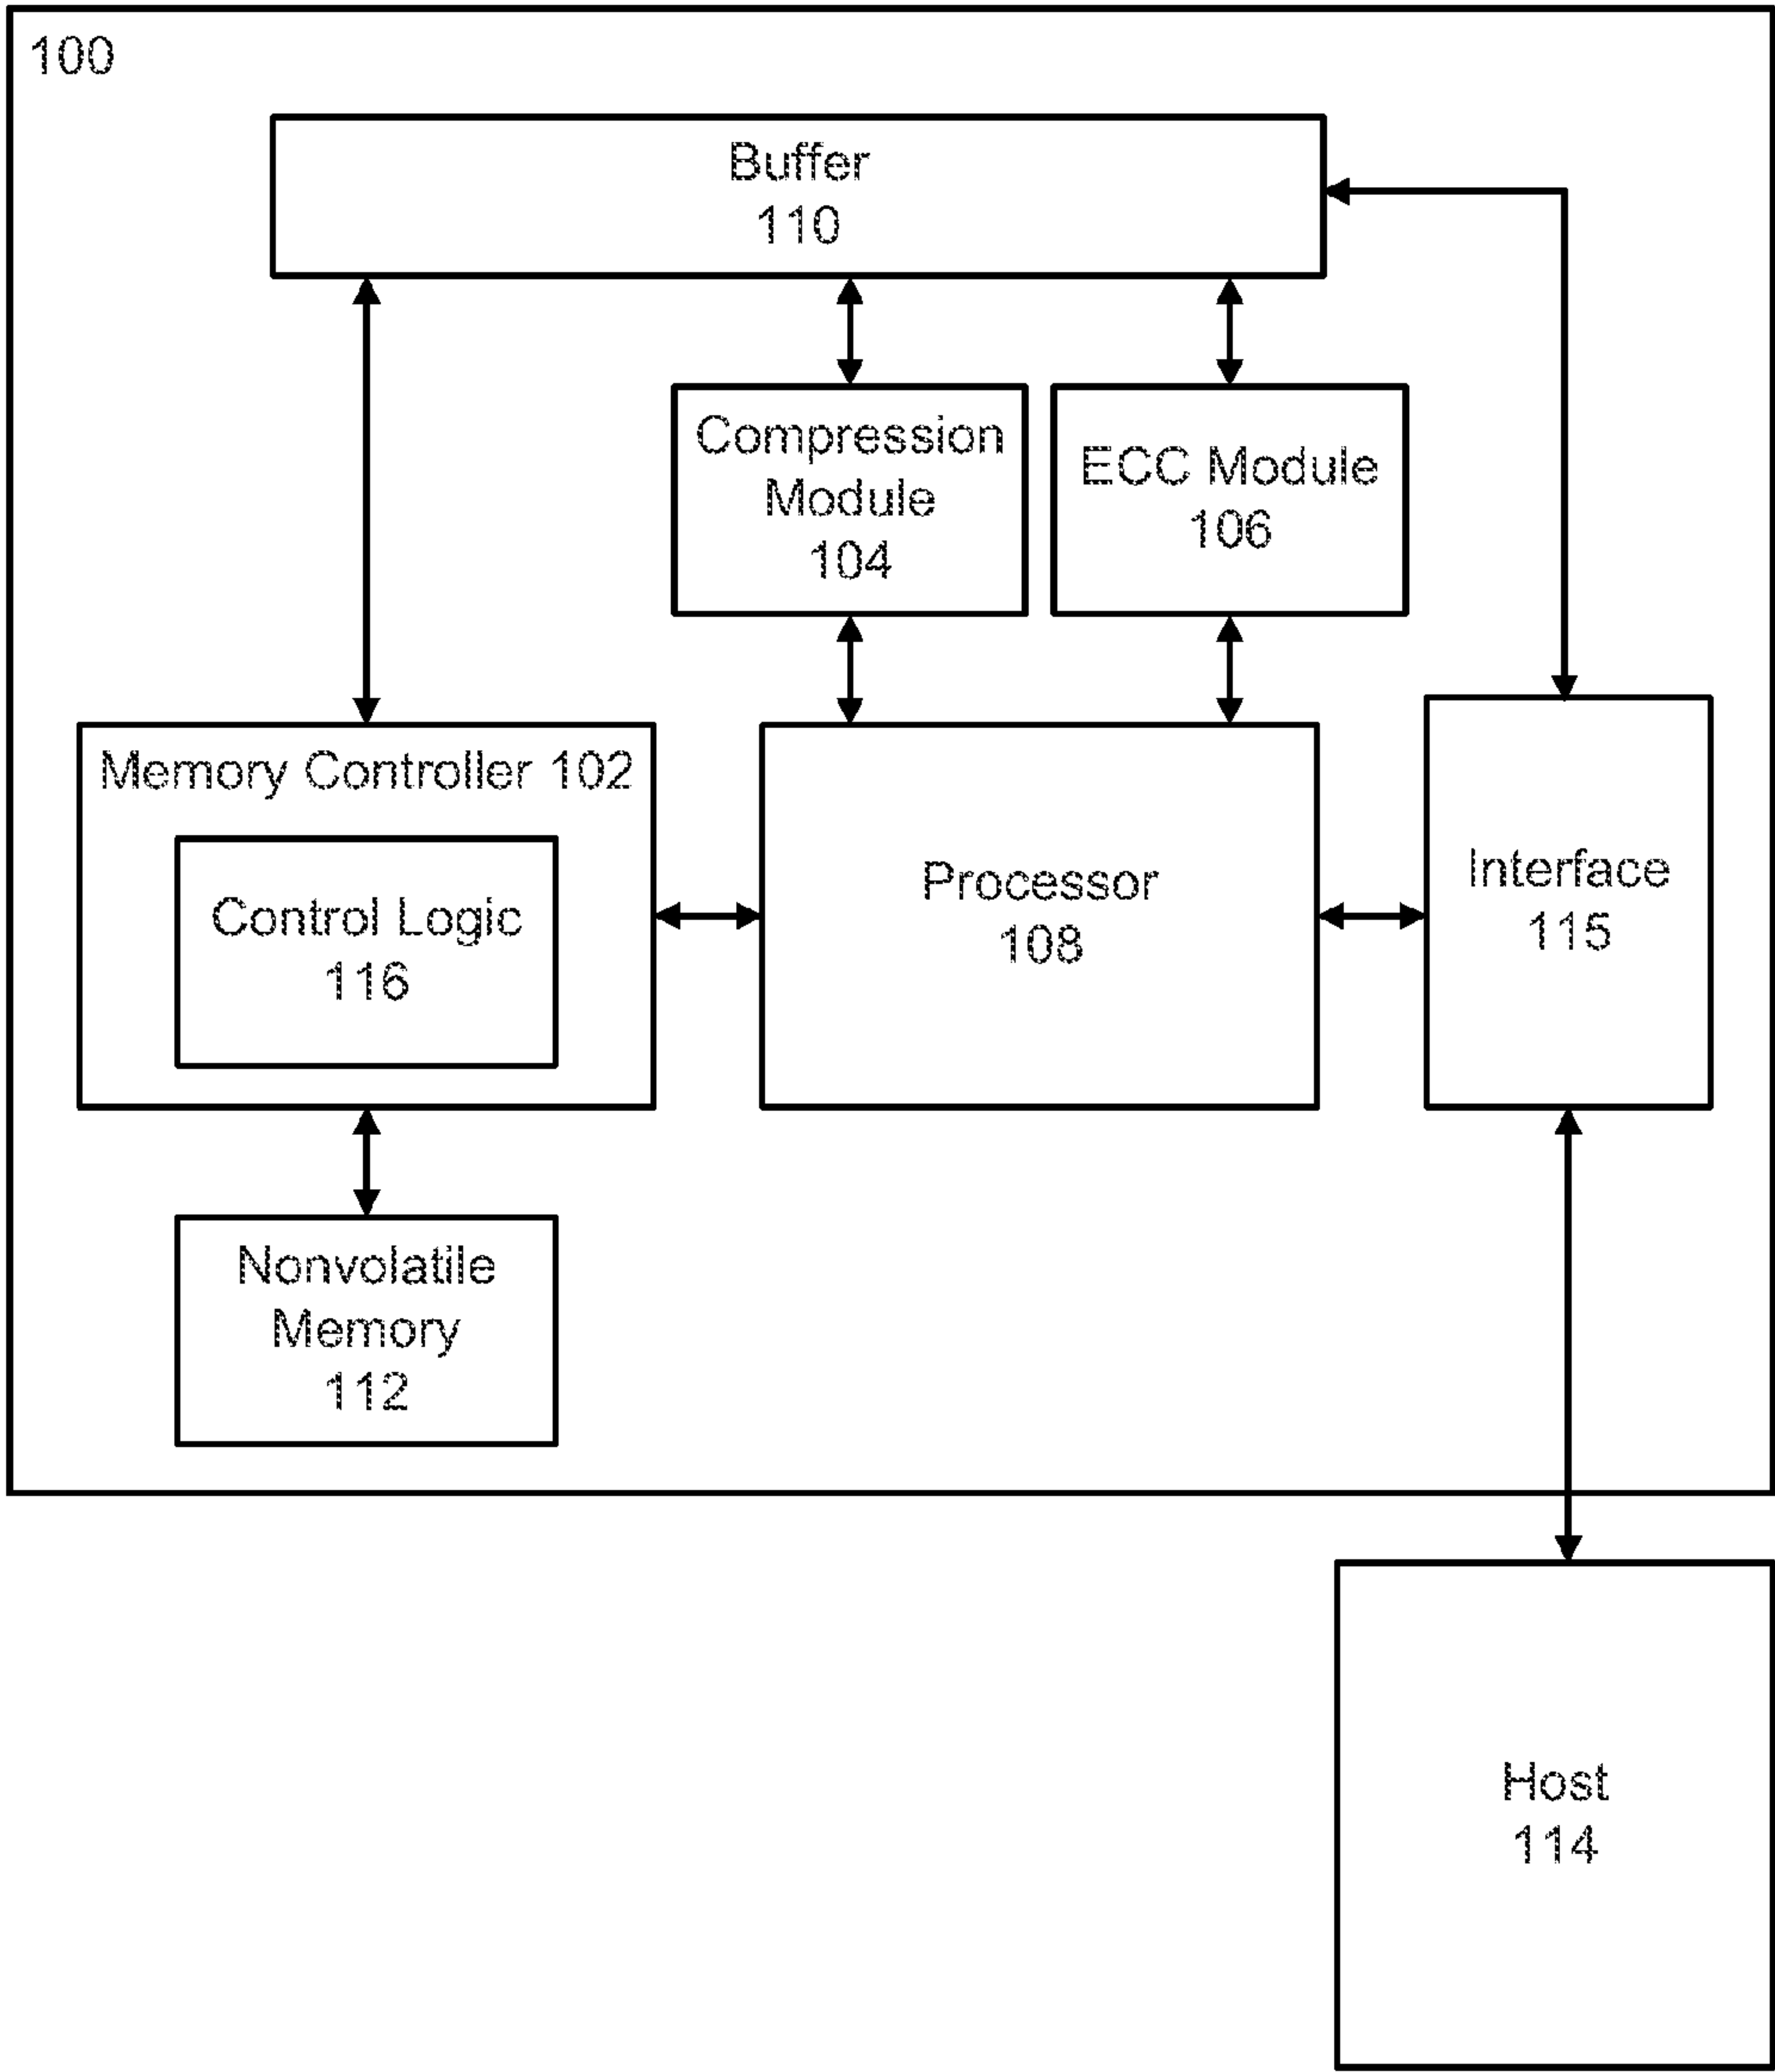 100
Buffer
110
Compression
Module
104
ECC Module
106
Memory Controller 102
Control Logic
116
Processor
108
Interface
115
Nonvolatile
Memory
112
Host
114